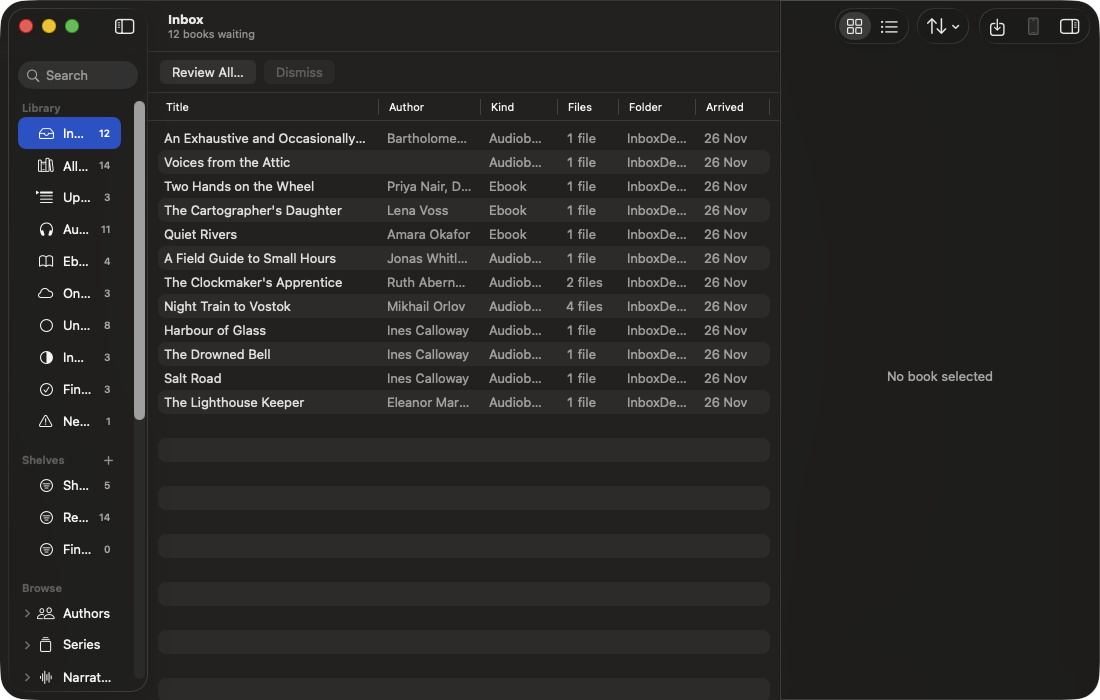 Inbox
12 books waiting
Search
Review All...
Dismiss
Library
In... 12
All... 14
Up... 3
Au... 11
Eb... 4
On... 3
Un... 8
In... 3
Fin... 3
Ne... 1
Shelves +
Sh... 5
Re... 14
Fin... 0
Browse
Authors
Series
Narrat...
Title Author Kind Files Folder Arrived
An Exhaustive and Occasionally... Bartholome... Audiob... 1 file InboxDe... 26 Nov
Voices from the Attic Audiob... 1 file InboxDe... 26 Nov
Two Hands on the Wheel Priya Nair, D... Ebook 1 file InboxDe... 26 Nov
The Cartographer's Daughter Lena Voss Ebook 1 file InboxDe... 26 Nov
Quiet Rivers Amara Okafor Ebook 1 file InboxDe... 26 Nov
A Field Guide to Small Hours Jonas Whitl... Audiob... 1 file InboxDe... 26 Nov
The Clockmaker's Apprentice Ruth Abern... Audiob... 2 files InboxDe... 26 Nov
Night Train to Vostok Mikhail Orlov Audiob... 4 files InboxDe... 26 Nov
Harbour of Glass Ines Calloway Audiob... 1 file InboxDe... 26 Nov
The Drowned Bell Ines Calloway Audiob... 1 file InboxDe... 26 Nov
Salt Road Ines Calloway Audiob... 1 file InboxDe... 26 Nov
The Lighthouse Keeper Eleanor Mar... Audiob... 1 file InboxDe... 26 Nov
No book selected